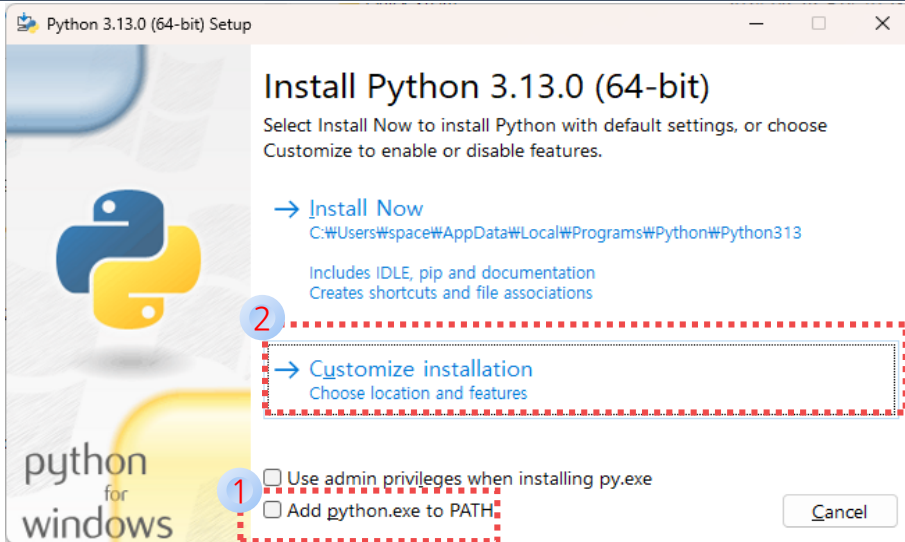 Python 3.13.0 (64-bit) Setup
Install Python 3.13.0 (64-bit)
Select Install Now to install Python with default settings, or choose
Customize to enable or disable features.
Install Now
C:₩Users₩space₩AppData₩Local₩Programs₩Python₩Python313
Includes IDLE, pip and documentation
Creates shortcuts and file associations
2
Customize installation
Choose location and features
Use admin privileges when installing py.exe
1
Add python.exe to PATH
Cancel
python
for
windows